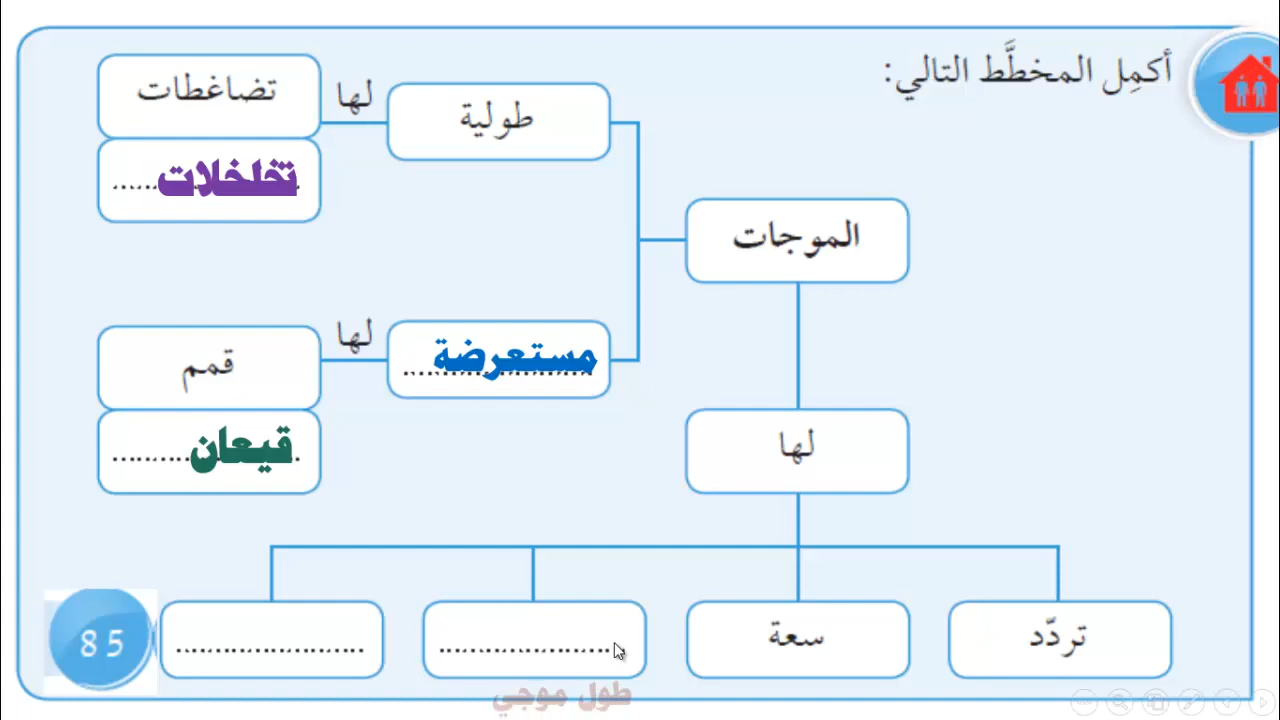 أكمِل المخطَّط التالي:
تضاغطات
لها
طولية
تخلخلات
الموجات
لها
مستعرضة
قمم
قيعان
لها
تردّد
سعة
85
طول موجي